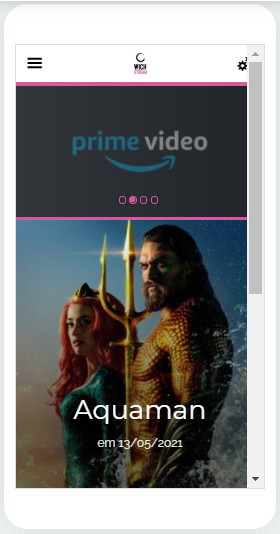 WICH
STREAM
prime video
Aquaman
em 13/05/2021